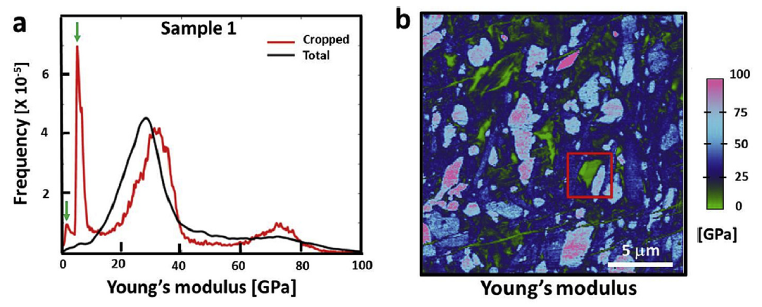 a
Sample 1
Cropped
Total
Frequency [X 10⁻⁵]
6
4
2
0 20 40 60 80 100
Young's modulus [GPa]
b
100
75
50
25
0
[GPa]
5 µm
Young's modulus